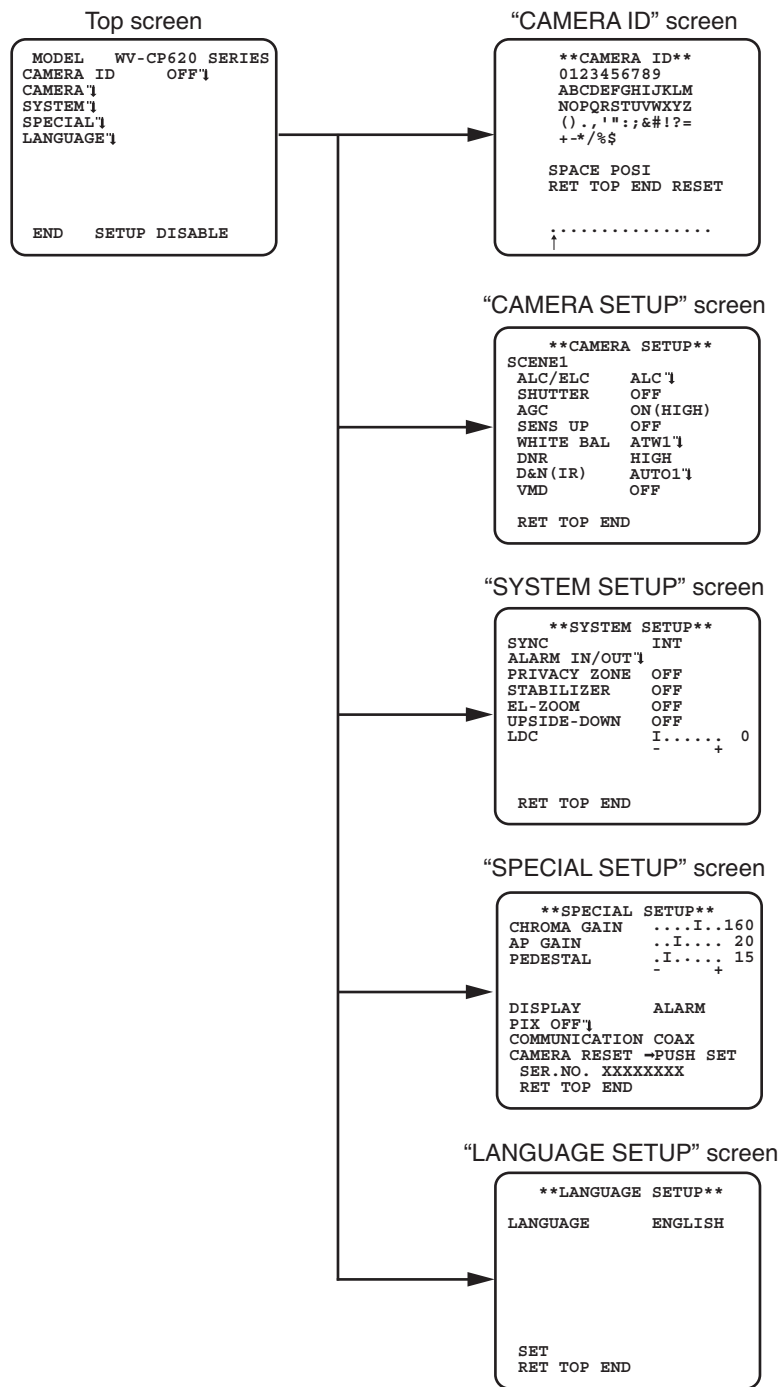 Top screen
MODEL WV-CP620 SERIES
CAMERA ID OFF
CAMERA
SYSTEM
SPECIAL
LANGUAGE
END SETUP DISABLE
“CAMERA ID” screen
**CAMERA ID**
0123456789
ABCDEFGHIJKLM
NOPQRSTUVWXYZ
().,'":;&#!?=
+-*/%$
SPACE POSI
RET TOP END RESET
................
↑
“CAMERA SETUP” screen
**CAMERA SETUP**
SCENE1
ALC/ELC ALC
SHUTTER OFF
AGC ON(HIGH)
SENS UP OFF
WHITE BAL ATW1
DNR HIGH
D&N(IR) AUTO1
VMD OFF
RET TOP END
“SYSTEM SETUP” screen
**SYSTEM SETUP**
SYNC INT
ALARM IN/OUT
PRIVACY ZONE OFF
STABILIZER OFF
EL-ZOOM OFF
UPSIDE-DOWN OFF
LDC I...... 0
- +
RET TOP END
“SPECIAL SETUP” screen
**SPECIAL SETUP**
CHROMA GAIN ....I..160
AP GAIN ..I.... 20
PEDESTAL .I..... 15
- +
DISPLAY ALARM
PIX OFF
COMMUNICATION COAX
CAMERA RESET →PUSH SET
SER.NO. XXXXXXXX
RET TOP END
“LANGUAGE SETUP” screen
**LANGUAGE SETUP**
LANGUAGE ENGLISH
SET
RET TOP END